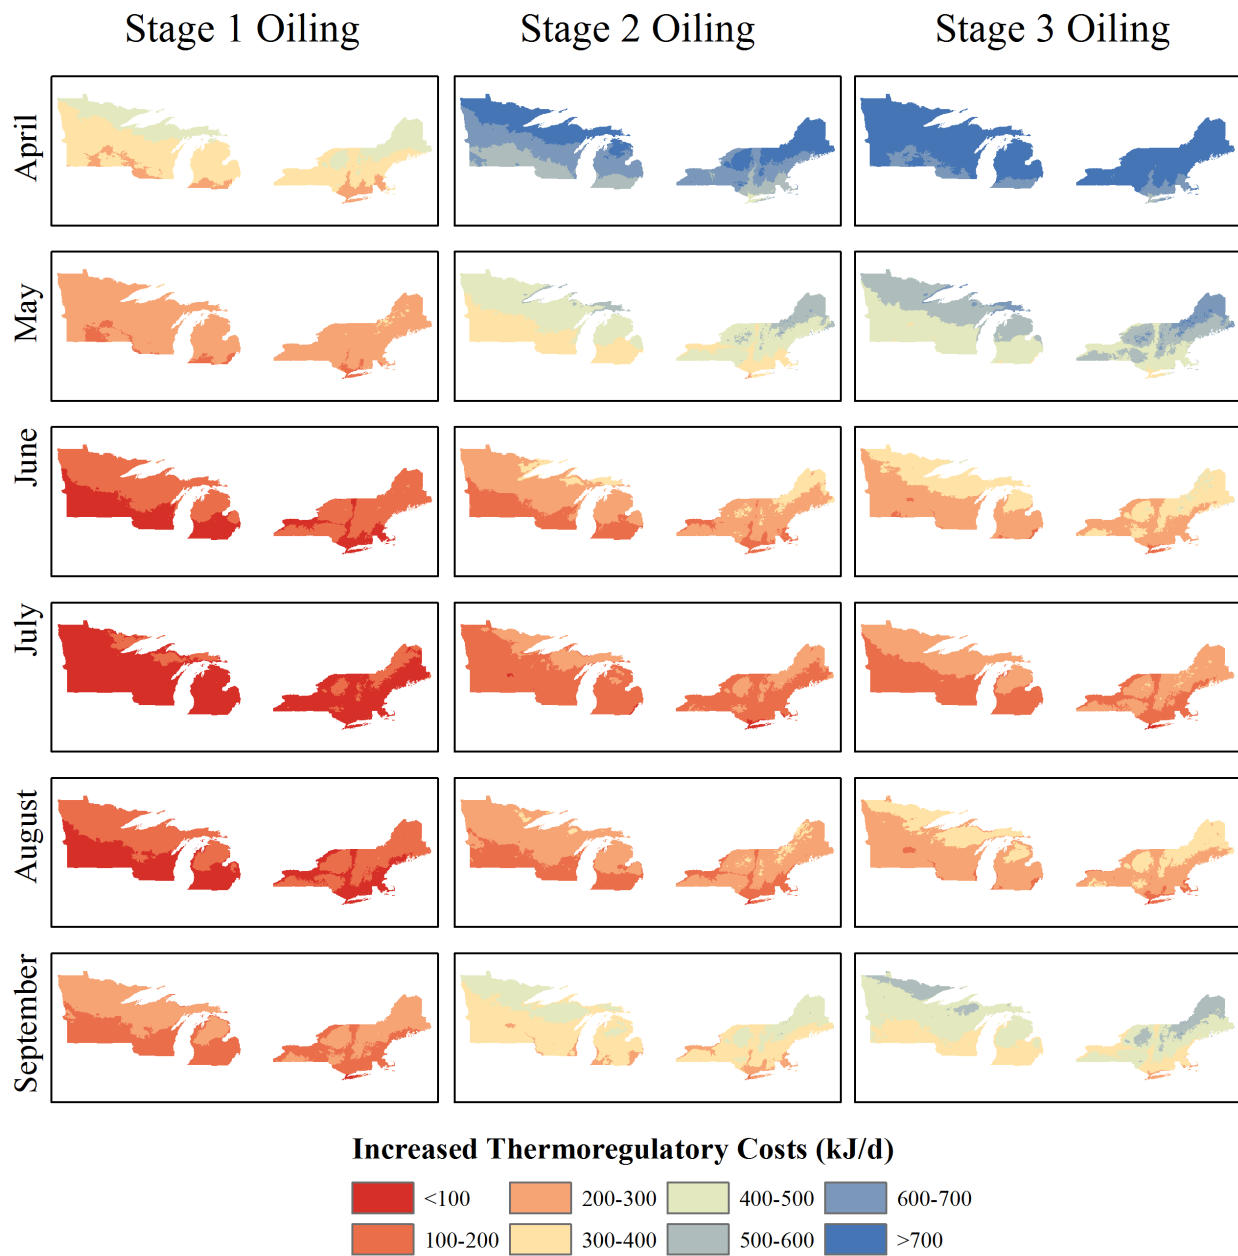 Stage 1 Oiling Stage 2 Oiling Stage 3 Oiling
April
May
June
July
August
September
Increased Thermoregulatory Costs (kJ/d)
<100 200-300 400-500 600-700
100-200 300-400 500-600 >700